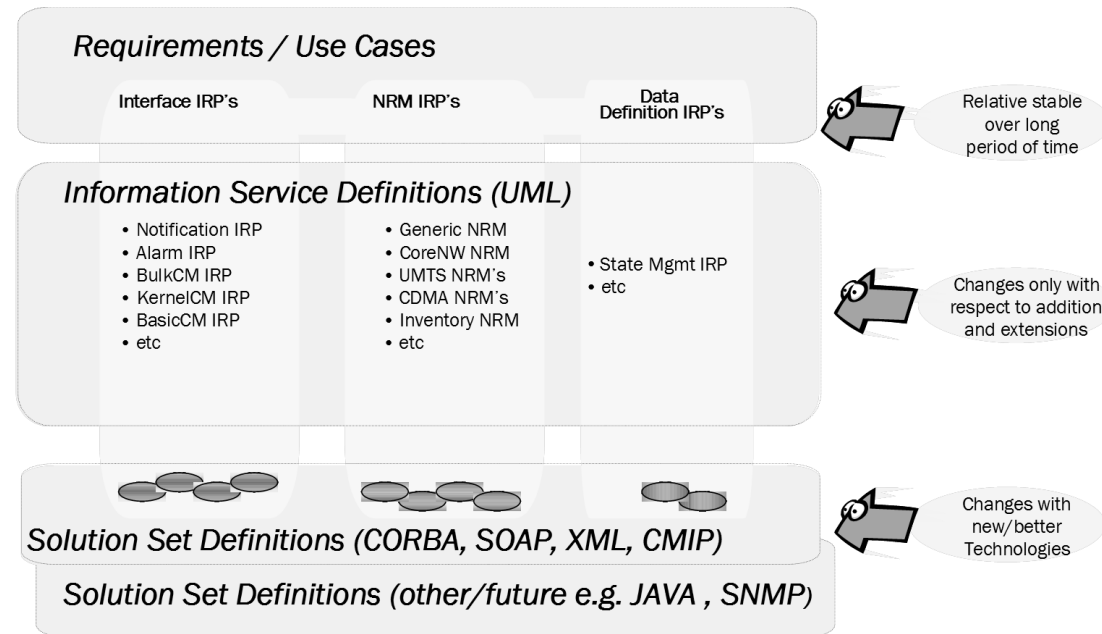 Requirements / Use Cases
Interface IRP's
NRM IRP's
Data
Definition IRP's
Relative stable
over long
period of time
Information Service Definitions (UML)
• Notification IRP
• Alarm IRP
• BulkCM IRP
• KernelCM IRP
• BasicCM IRP
• etc
• Generic NRM
• CoreNW NRM
• UMTS NRM's
• CDMA NRM's
• Inventory NRM
• etc
• State Mgmt IRP
• etc
Changes only with
respect to addition
and extensions
Solution Set Definitions (CORBA, SOAP, XML, CMIP)
Changes with
new/better
Technologies
Solution Set Definitions (other/future e.g. JAVA , SNMP)